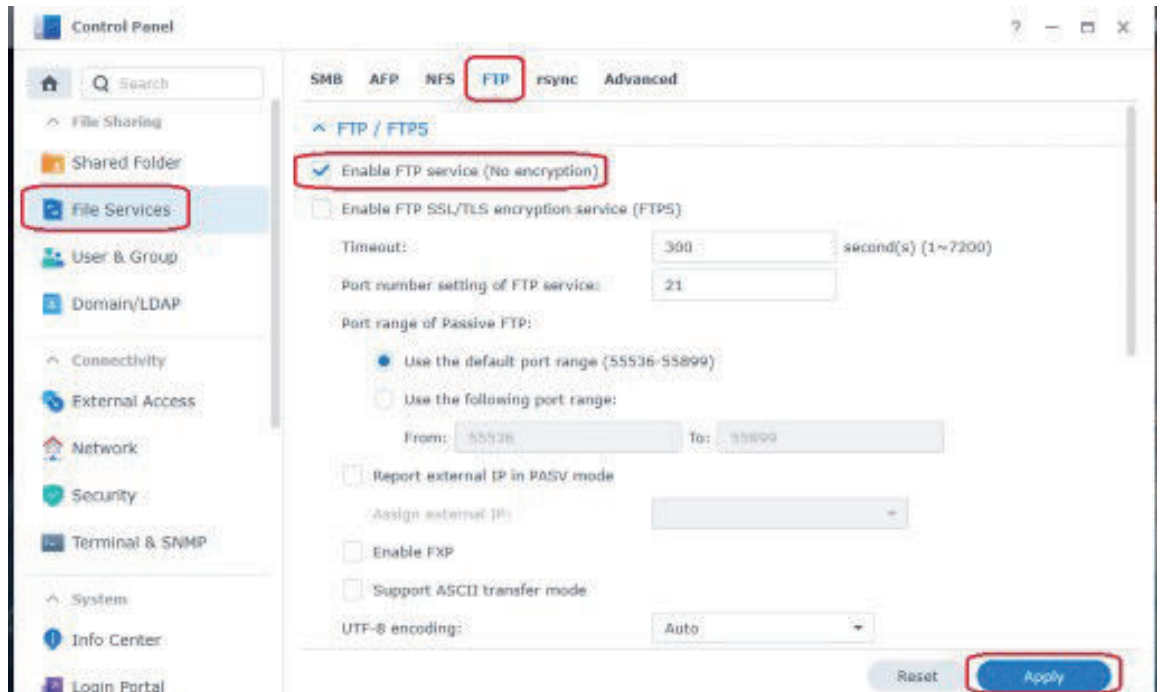 Control Panel
?
Search
SMB AFP NFS FTP rsync Advanced
File Sharing
FTP / FTPS
Shared Folder
Enable FTP service (No encryption)
File Services
Enable FTP SSL/TLS encryption service (FTPS)
User & Group
Timeout: 300 second(s) (1~7200)
Domain/LDAP
Port number setting of FTP service: 21
Port range of Passive FTP:
Connectivity
Use the default port range (55536-55899)
External Access
Use the following port range:
Network
From: 55536 To: 55899
Security
Report external IP in PASV mode
Assign external IP:
Terminal & SNMP
Enable FXP
System
Support ASCII transfer mode
Info Center
UTF-8 encoding: Auto
Login Portal
Reset Apply